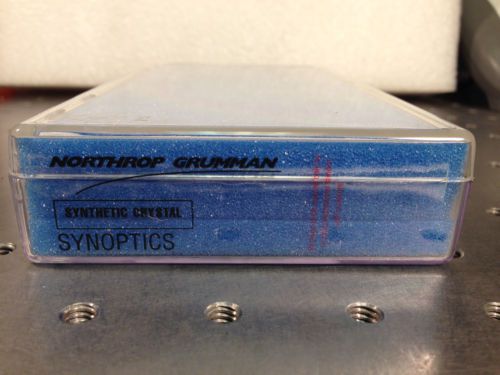 NORTHROP GRUMMAN
SYNTHETIC CRYSTAL
SYNOPTICS